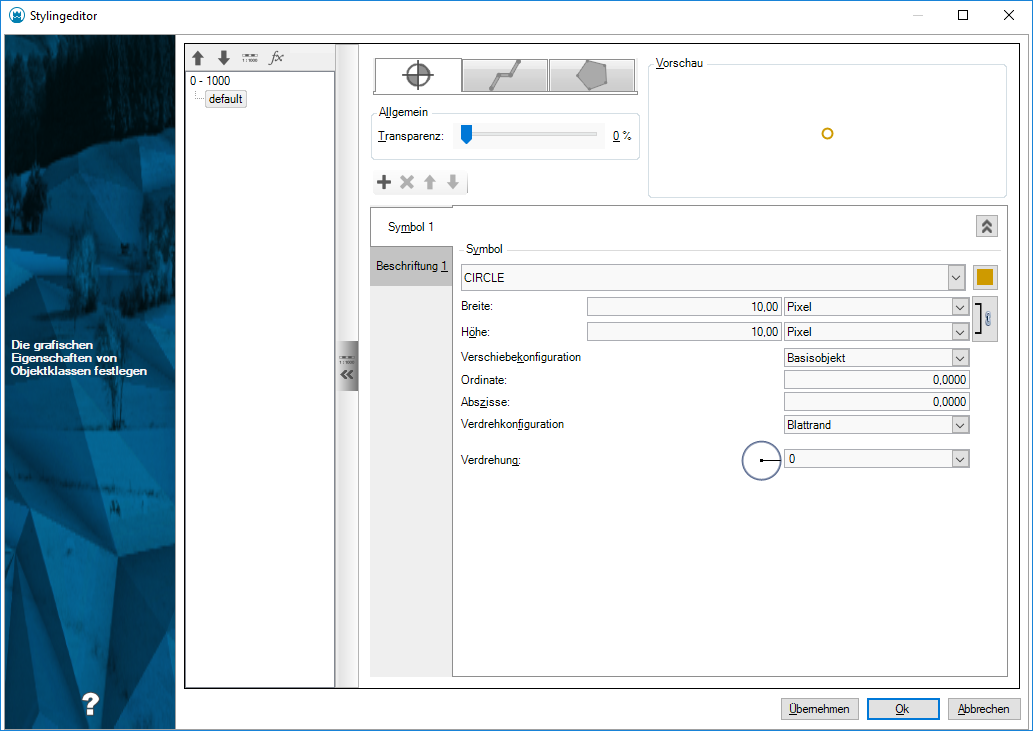 Stylingeditor
Die grafischen
Eigenschaften von
Objektklassen festlegen
?
fx
0 - 1000
default
Allgemein
Transparenz: 0 %
Vorschau
Symbol 1
Beschriftung 1
Symbol
CIRCLE
Breite: 10,00 Pixel
Höhe: 10,00 Pixel
Verschiebekonfiguration Basisobjekt
Ordinate: 0,0000
Abszisse: 0,0000
Verdrehkonfiguration Blattrand
Verdrehung: 0
Übernehmen Ok Abbrechen